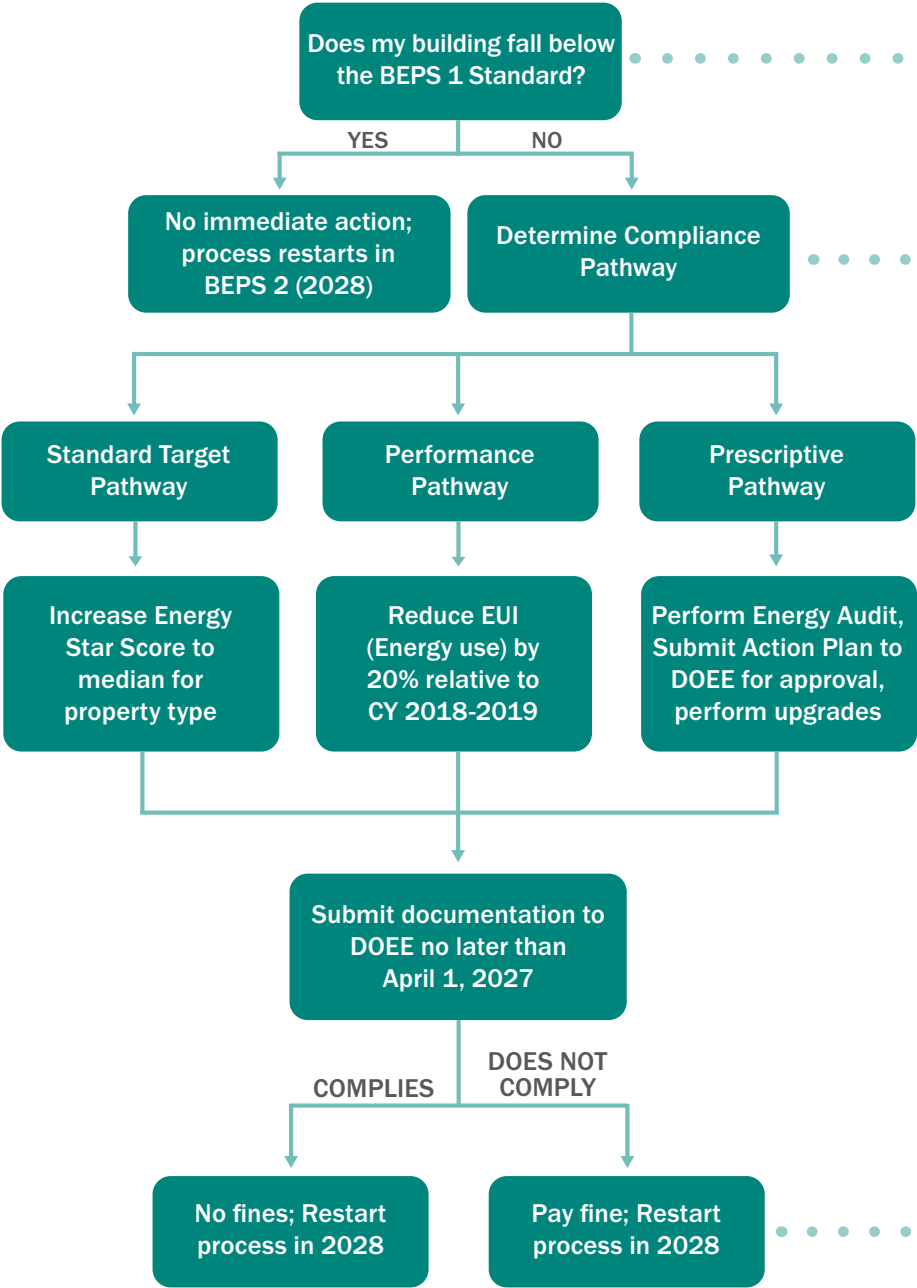 Does my building fall below
the BEPS 1 Standard?
YES
NO
No immediate action;
process restarts in
BEPS 2 (2028)
Determine Compliance
Pathway
Standard Target
Pathway
Performance
Pathway
Prescriptive
Pathway
Increase Energy
Star Score to
median for
property type
Reduce EUI
(Energy use) by
20% relative to
CY 2018-2019
Perform Energy Audit,
Submit Action Plan to
DOEE for approval,
perform upgrades
Submit documentation to
DOEE no later than
April 1, 2027
COMPLIES
DOES NOT
COMPLY
No fines; Restart
process in 2028
Pay fine; Restart
process in 2028